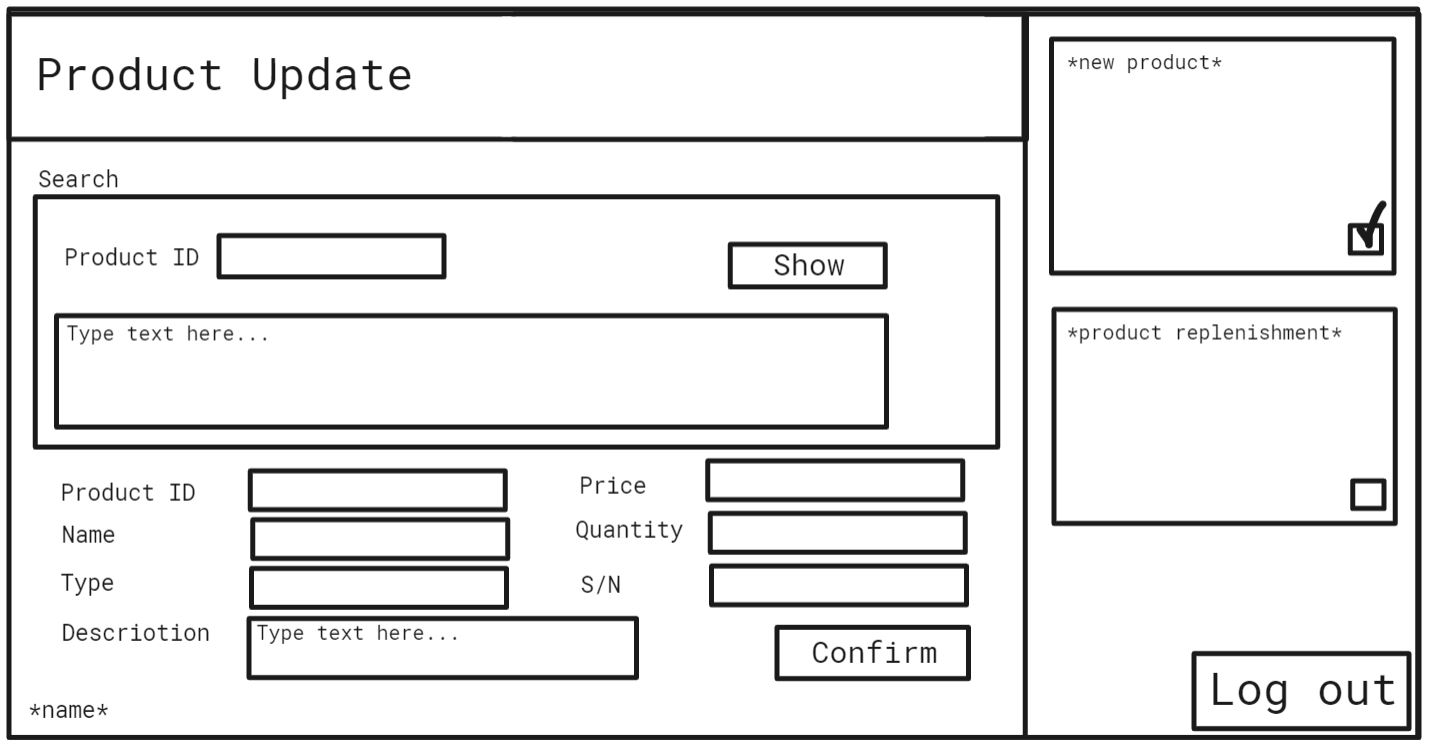 Product Update
Search
Product ID
Show
Type text here...
Product ID
Name
Type
Descriotion
Type text here...
Price
Quantity
S/N
Confirm
*name*
*new product*
*product replenishment*
Log out